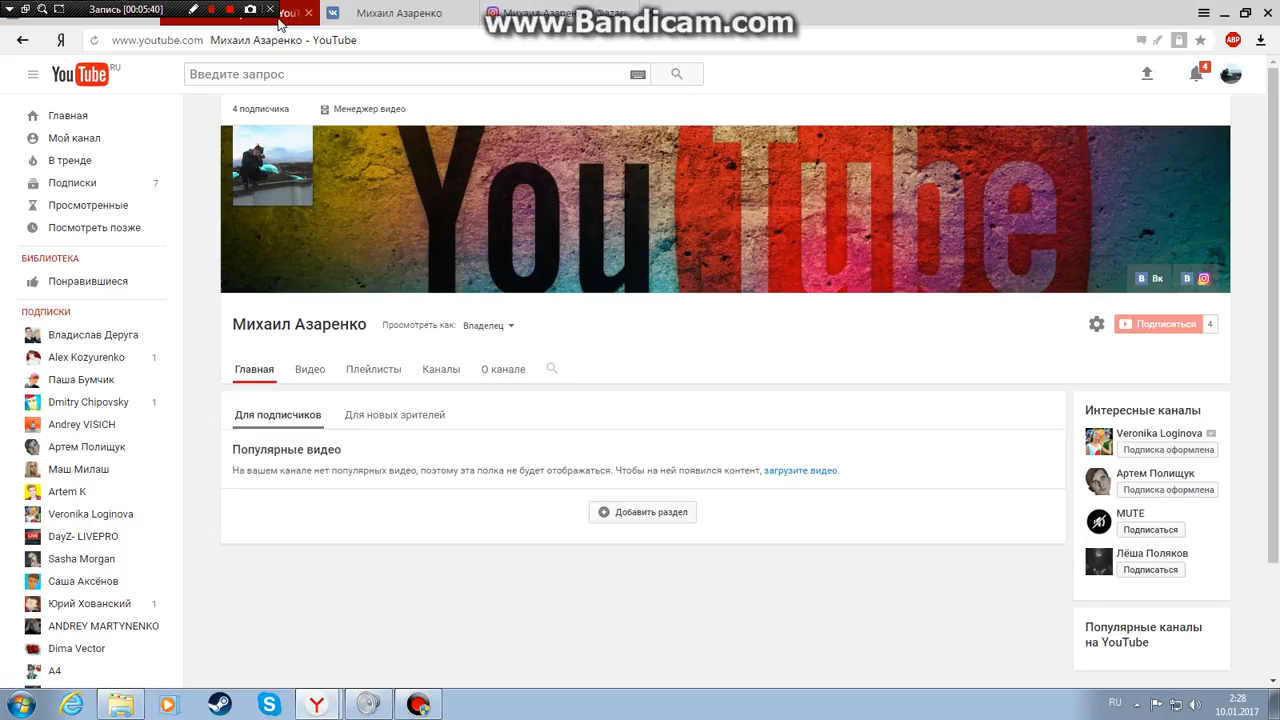 Запись [00:05:40]
You
Михаил Азаренко
Михаил Азаренко
www.Bandicam.com
Я
www.youtube.com Михаил Азаренко - YouTube
ABP
YouTube RU
Введите запрос
4
4 подписчика
Менеджер видео
Главная
Мой канал
В тренде
Подписки 7
Просмотренные
Посмотреть позже
БИБЛИОТЕКА
Понравившиеся
ПОДПИСКИ
Владислав Деруга
Alex Kozyurenko 1
Паша Бумчик
Dmitry Chipovsky 1
Andrey VISICH
Артем Полищук
Маш Милаш
Artem K
Veronika Loginova
DayZ- LIVEPRO
Sasha Morgan
Саша Аксёнов
Юрий Хованский 1
ANDREY MARTYNENKO
Dima Vector
A4
YouTube
В Вк
В
Михаил Азаренко
Просмотреть как: Владелец
Подписаться 4
Главная
Видео
Плейлисты
Каналы
О канале
Для подписчиков
Для новых зрителей
Популярные видео
На вашем канале нет популярных видео, поэтому эта полка не будет отображаться. Чтобы на ней появился контент, загрузите видео.
Добавить раздел
Интересные каналы
Veronika Loginova
Подписка оформлена
Артем Полищук
Подписка оформлена
MUTE
Подписаться
Лёша Поляков
Подписаться
Популярные каналы
на YouTube
RU
2:28
10.01.2017